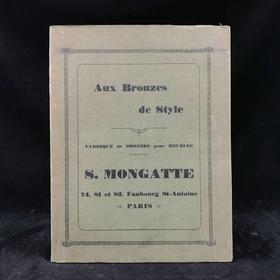 Aux Bronzes
de Style
FABRIQUE de BRONZES pour MEUBLES
S. MONGATTE
74, 81 et 83, Faubourg St-Antoine
PARIS